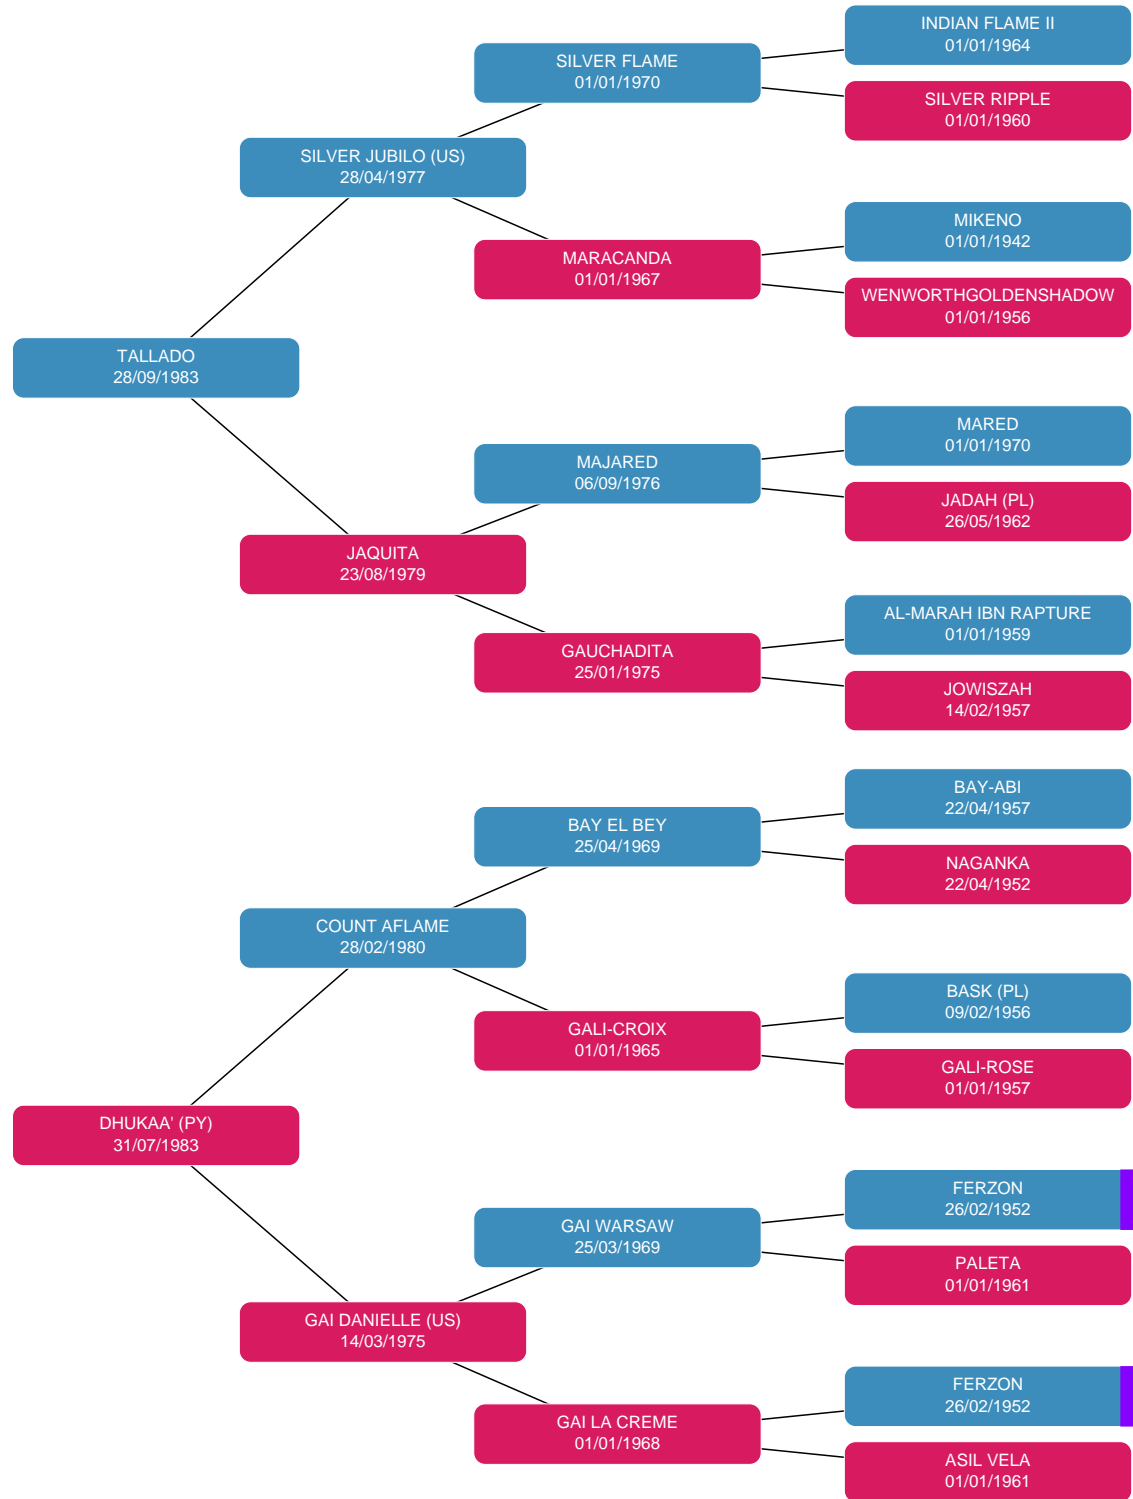 INDIAN FLAME II
01/01/1964
SILVER FLAME
01/01/1970
SILVER RIPPLE
01/01/1960
SILVER JUBILO (US)
28/04/1977
MIKENO
01/01/1942
MARACANDA
01/01/1967
WENWORTHGOLDENSHADOW
01/01/1956
TALLADO
28/09/1983
MARED
01/01/1970
MAJARED
06/09/1976
JADAH (PL)
26/05/1962
JAQUITA
23/08/1979
AL-MARAH IBN RAPTURE
01/01/1959
GAUCHADITA
25/01/1975
JOWISZAH
14/02/1957
BAY-ABI
22/04/1957
BAY EL BEY
25/04/1969
NAGANKA
22/04/1952
COUNT AFLAME
28/02/1980
BASK (PL)
09/02/1956
GALI-CROIX
01/01/1965
GALI-ROSE
01/01/1957
DHUKAA' (PY)
31/07/1983
FERZON
26/02/1952
GAI WARSAW
25/03/1969
PALETA
01/01/1961
GAI DANIELLE (US)
14/03/1975
FERZON
26/02/1952
GAI LA CREME
01/01/1968
ASIL VELA
01/01/1961